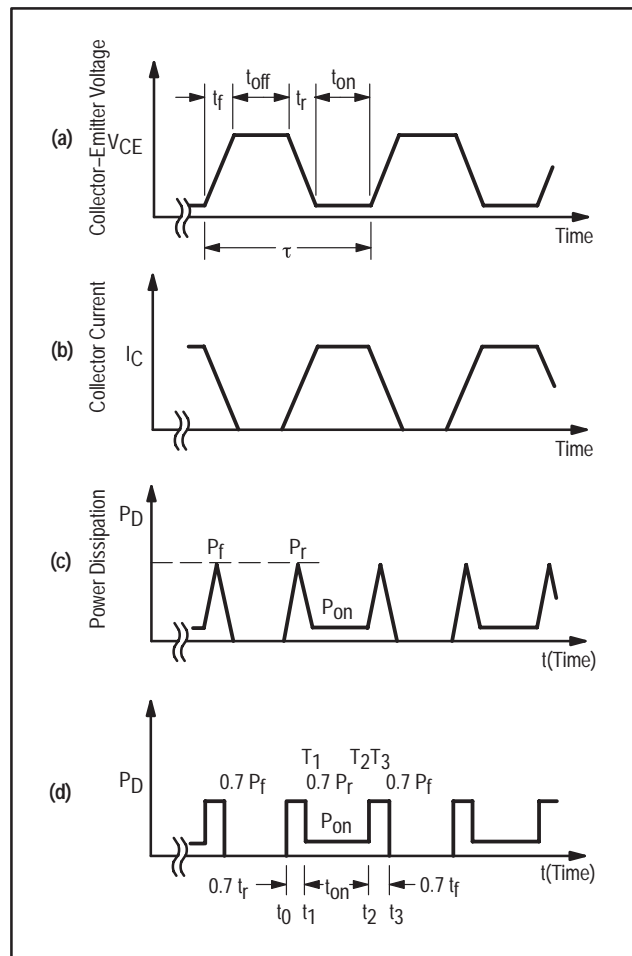 t_f t_off t_r t_on
(a)
Collector–Emitter Voltage
V_CE
Time
τ
(b)
Collector Current
I_C
Time
(c)
Power Dissipation
P_D
P_f P_r
P_on
t(Time)
(d)
P_D
T_1 T_2T_3
0.7 P_f 0.7 P_r 0.7 P_f
P_on
t(Time)
0.7 t_r t_on 0.7 t_f
t_0 t_1 t_2 t_3